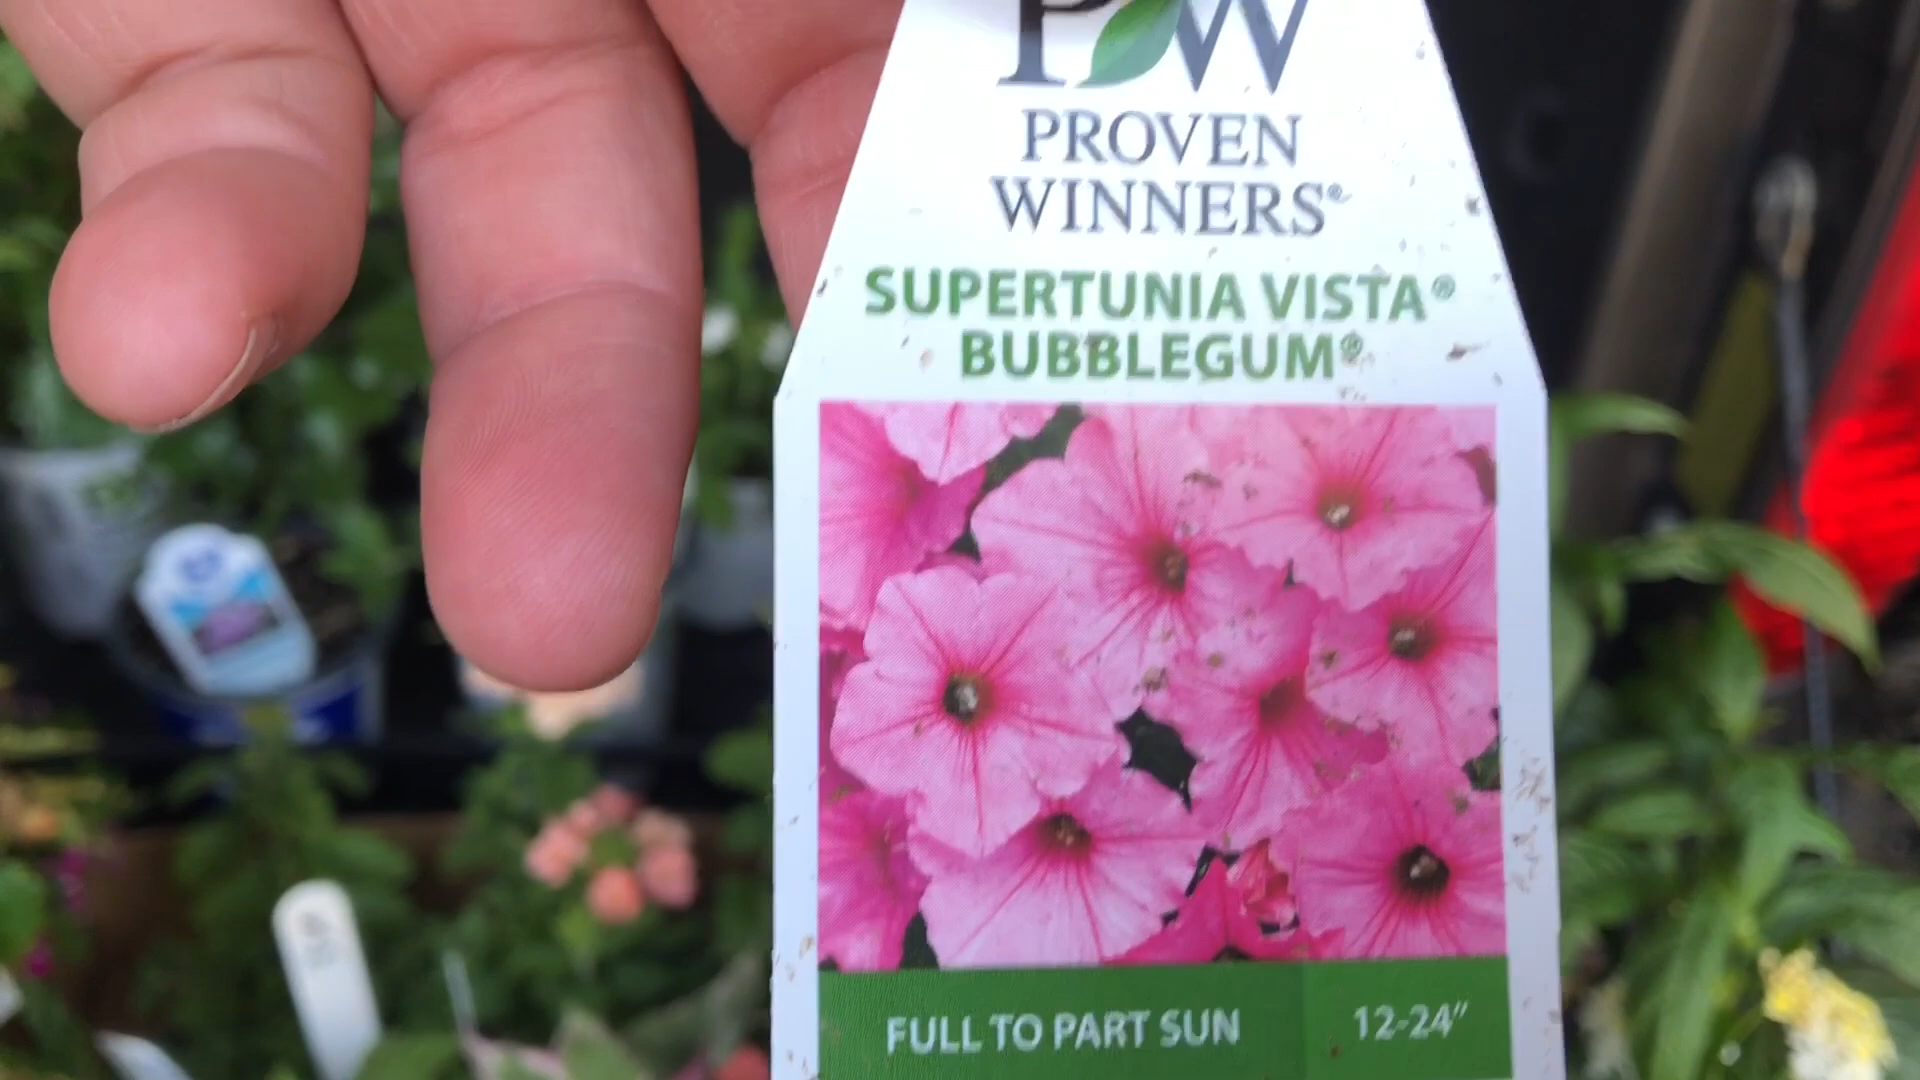 PW
PROVEN
WINNERS®
SUPERTUNIA VISTA®
BUBBLEGUM®
FULL TO PART SUN 12-24"